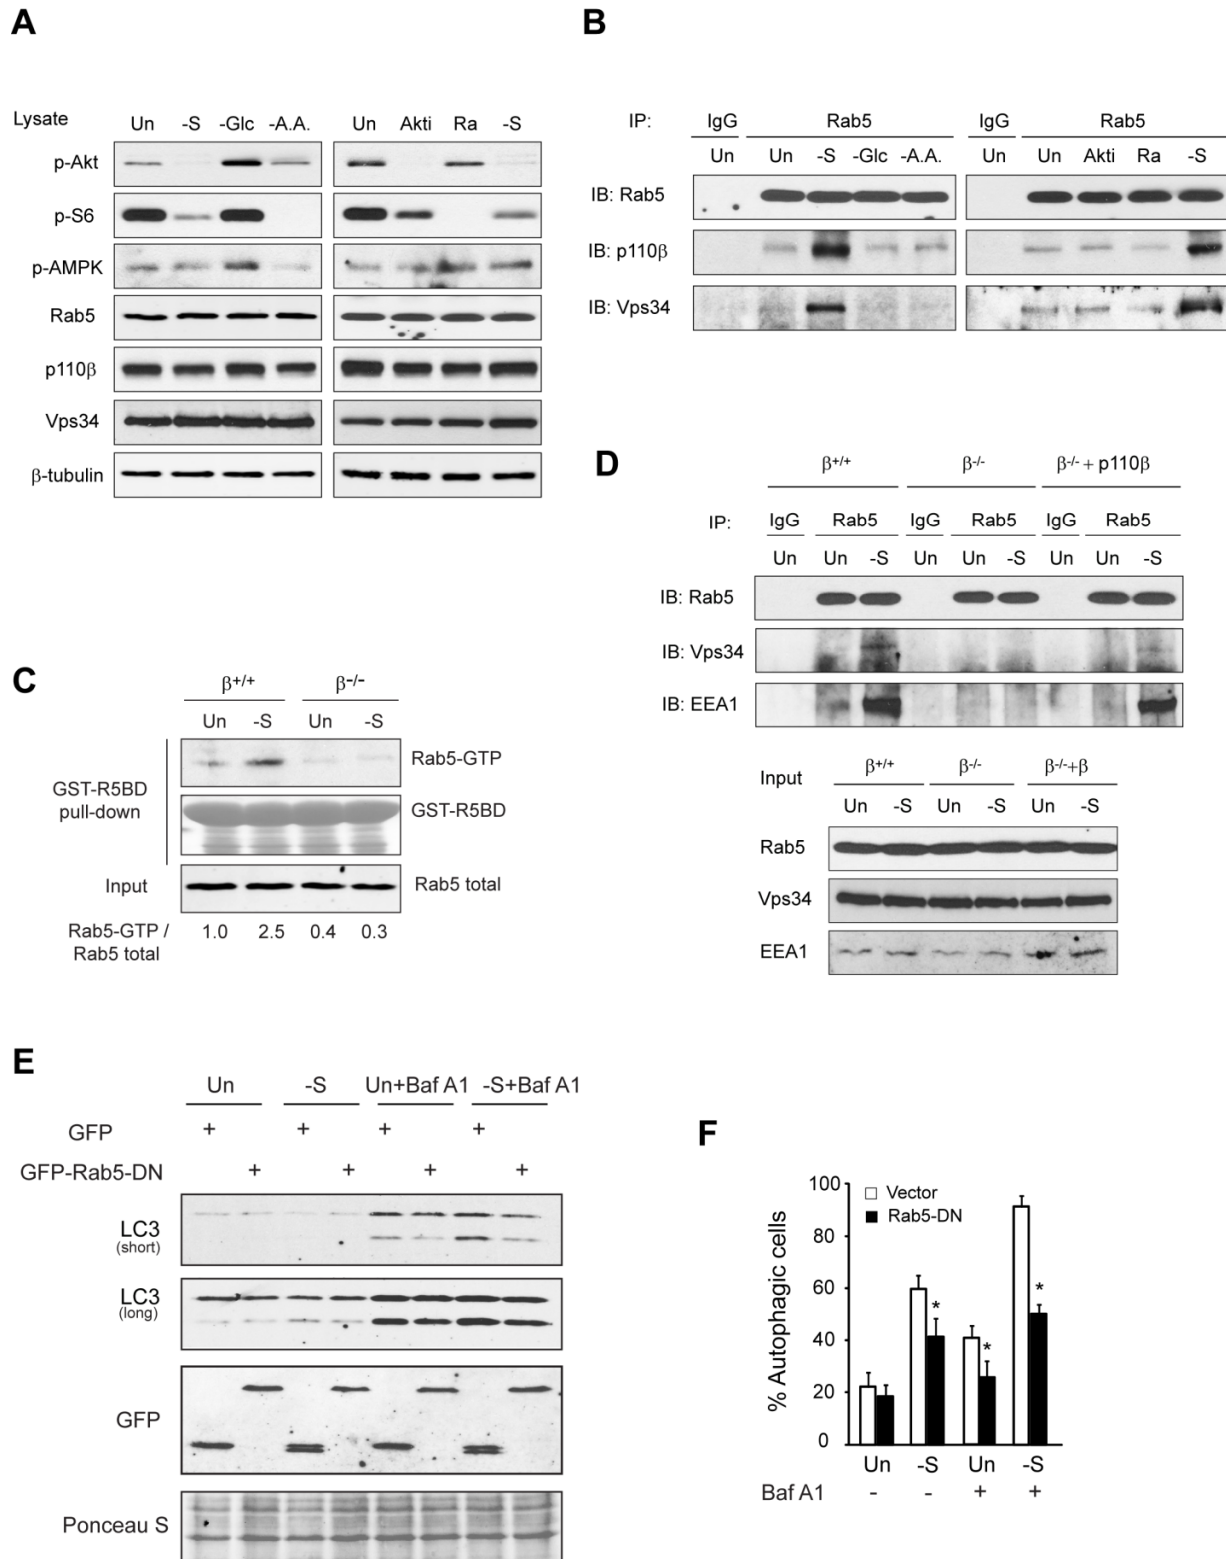 A
Lysate
Un -S -Glc -A.A. Un Akti Ra -S
p-Akt
p-S6
p-AMPK
Rab5
p110β
Vps34
β-tubulin
B
IP: IgG Rab5 IgG Rab5
Un Un -S -Glc -A.A. Un Un Akti Ra -S
IB: Rab5
IB: p110β
IB: Vps34
C
β+/+ β-/-
Un -S Un -S
GST-R5BD
pull-down
Rab5-GTP
GST-R5BD
Input Rab5 total
Rab5-GTP /
Rab5 total
1.0 2.5 0.4 0.3
D
β+/+ β-/- β-/- + p110β
IP: IgG Rab5 IgG Rab5 IgG Rab5
Un Un -S Un Un -S Un Un -S
IB: Rab5
IB: Vps34
IB: EEA1
Input β+/+ β-/- β-/-+β
Un -S Un -S Un -S
Rab5
Vps34
EEA1
E
Un -S Un+Baf A1 -S+Baf A1
GFP + + + +
GFP-Rab5-DN + + + +
LC3
(short)
LC3
(long)
GFP
Ponceau S
F
% Autophagic cells
100
80
60
40
20
0
Vector
Rab5-DN
* * *
Un -S Un -S
Baf A1 - - + +